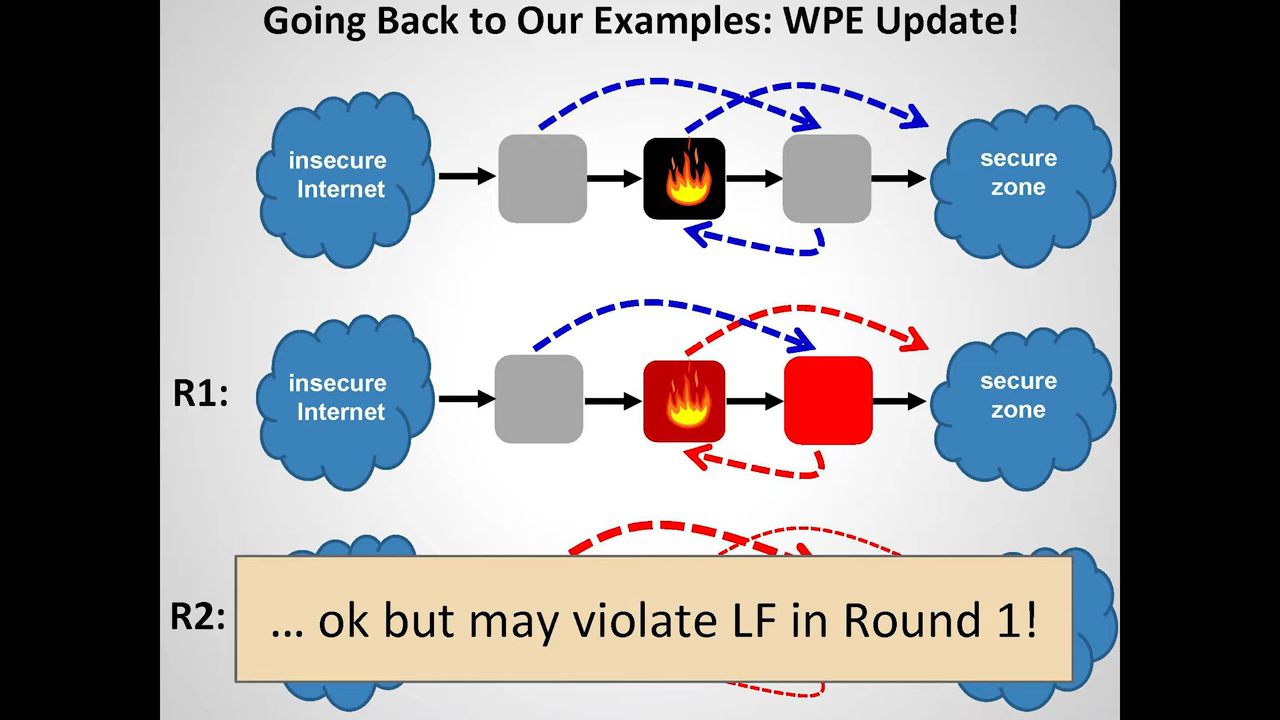 Going Back to Our Examples: WPE Update!
insecure
Internet
secure
zone
R1:
insecure
Internet
secure
zone
R2:
... ok but may violate LF in Round 1!